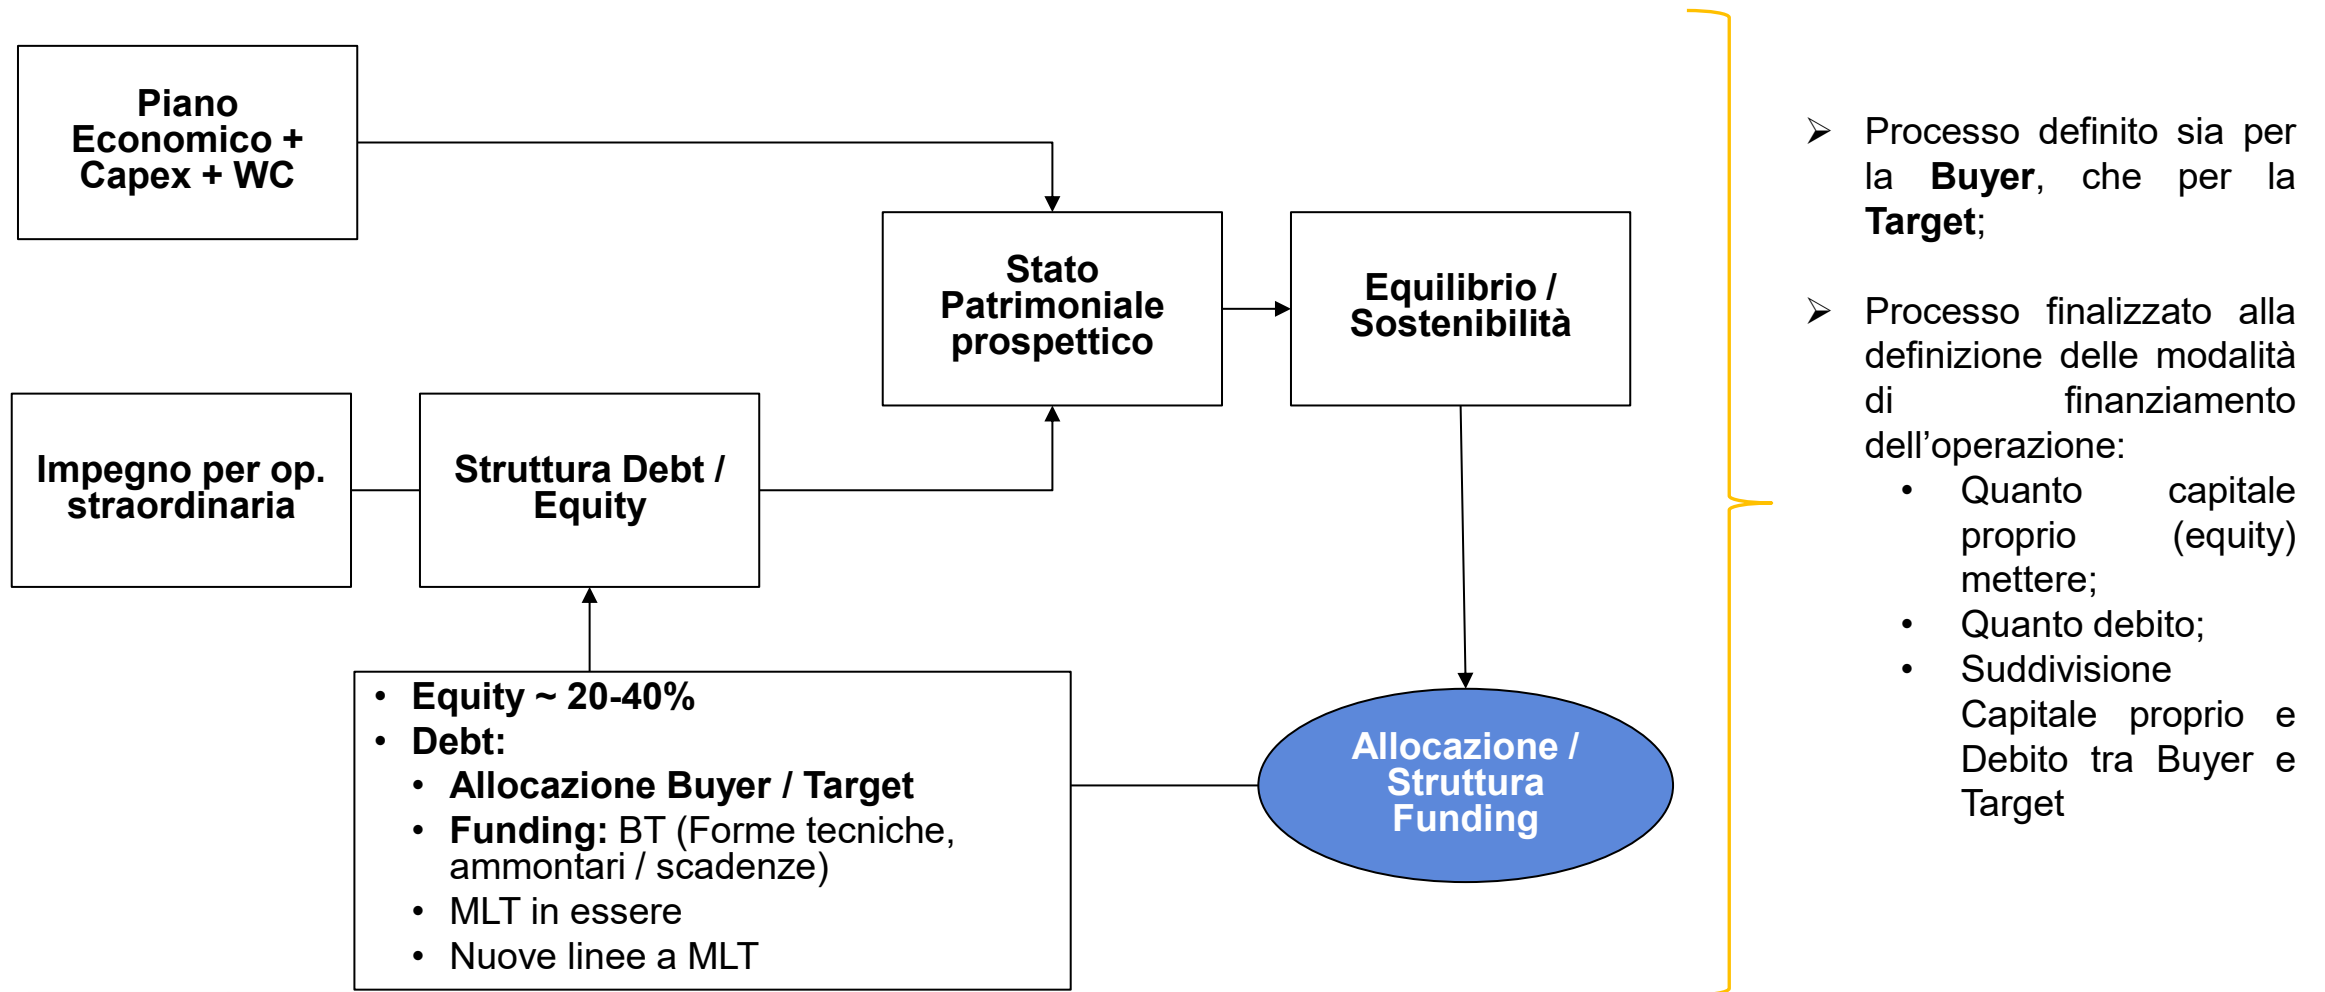 Piano
Economico +
Capex + WC
Stato
Patrimoniale
prospettico
Equilibrio /
Sostenibilità
Impegno per op.
straordinaria
Struttura Debt /
Equity
• Equity ~ 20-40%
• Debt:
• Allocazione Buyer / Target
• Funding: BT (Forme tecniche,
ammontari / scadenze)
• MLT in essere
• Nuove linee a MLT
Allocazione /
Struttura
Funding
➢ Processo definito sia per
la Buyer, che per la
Target;
➢ Processo finalizzato alla
definizione delle modalità
di finanziamento
dell’operazione:
• Quanto capitale
proprio (equity)
mettere;
• Quanto debito;
• Suddivisione
Capitale proprio e
Debito tra Buyer e
Target